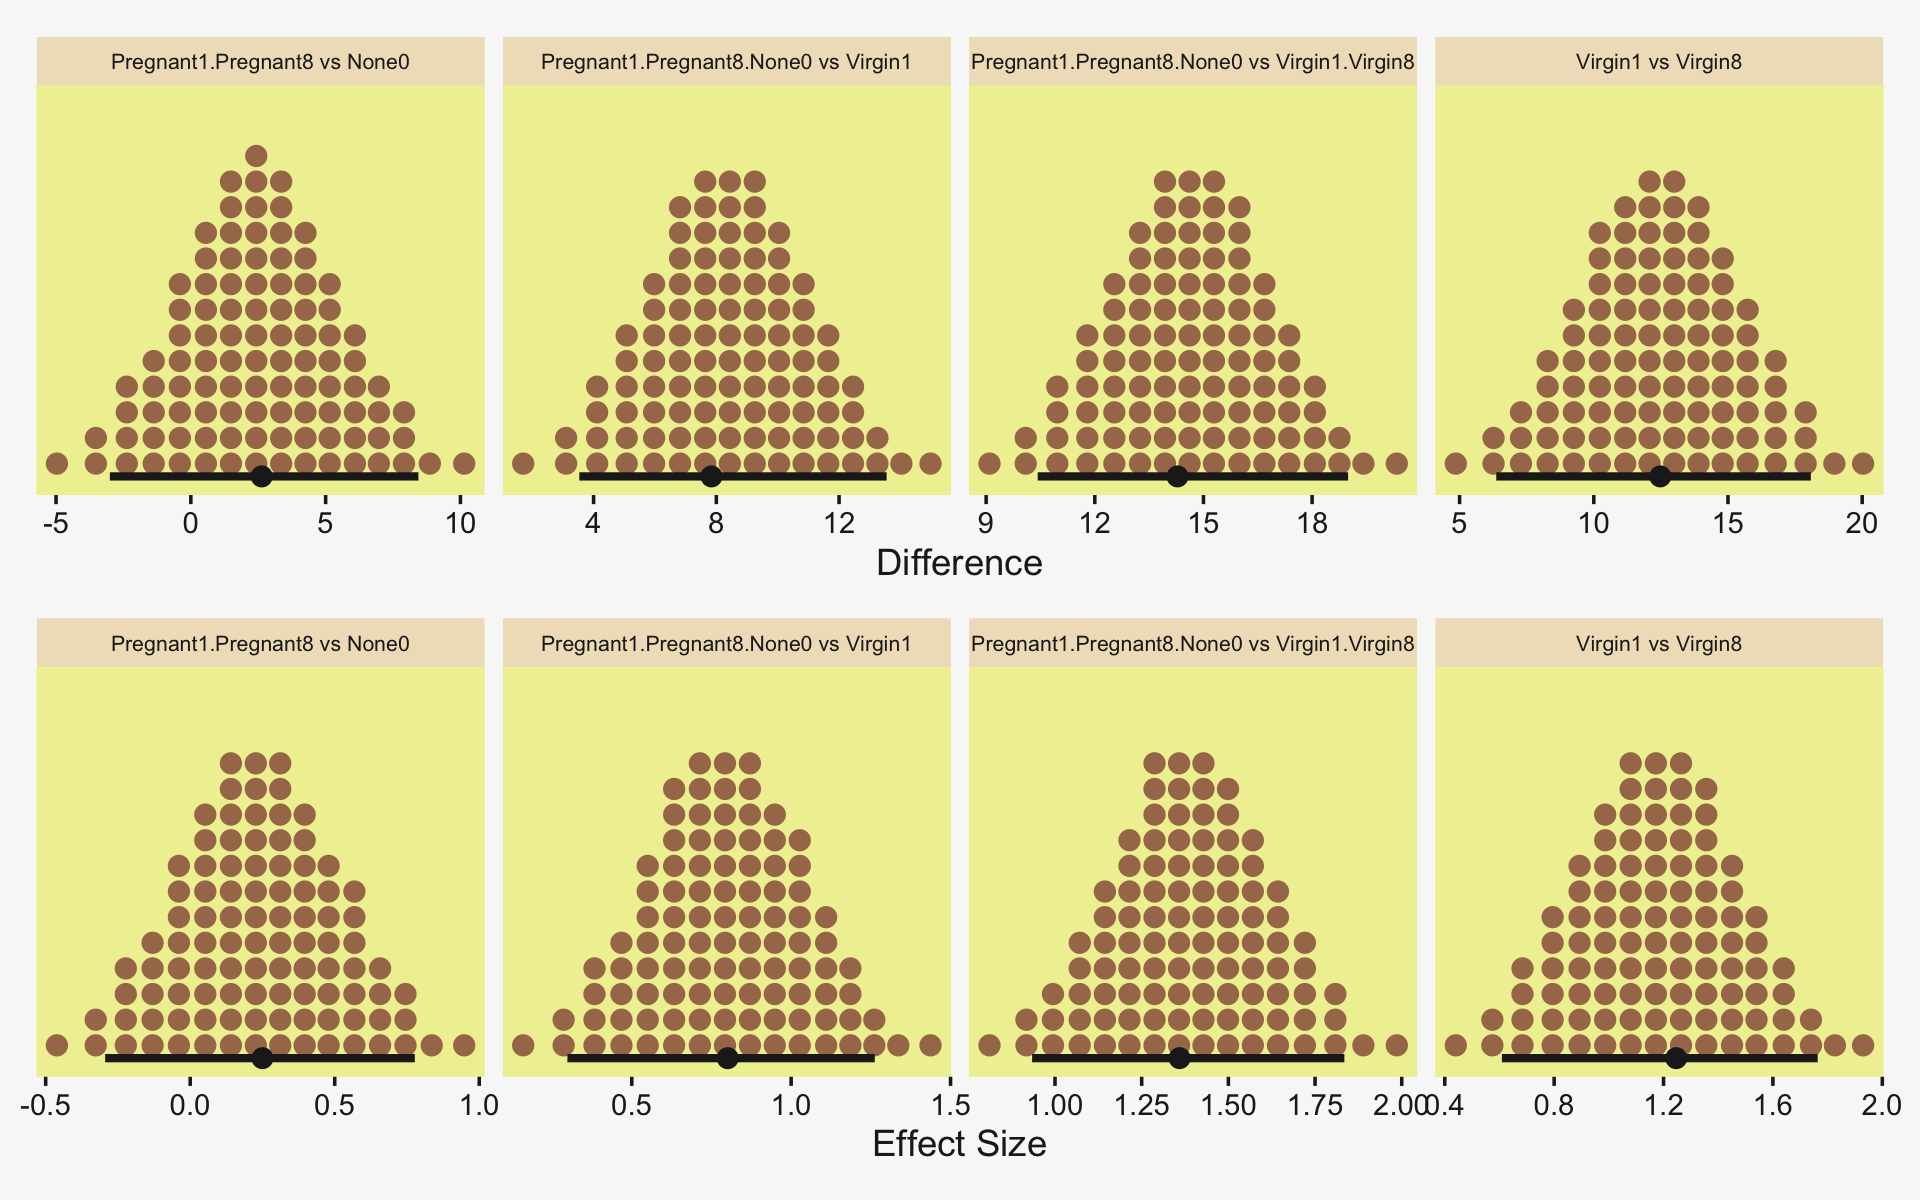 Pregnant1.Pregnant8 vs None0 Pregnant1.Pregnant8.None0 vs Virgin1 Pregnant1.Pregnant8.None0 vs Virgin1.Virgin8 Virgin1 vs Virgin8
-5 0 5 10 4 8 12 9 12 15 18 5 10 15 20
Difference
Pregnant1.Pregnant8 vs None0 Pregnant1.Pregnant8.None0 vs Virgin1 Pregnant1.Pregnant8.None0 vs Virgin1.Virgin8 Virgin1 vs Virgin8
-0.5 0.0 0.5 1.0 0.5 1.0 1.5 1.00 1.25 1.50 1.75 2.00 0.4 0.8 1.2 1.6 2.0
Effect Size